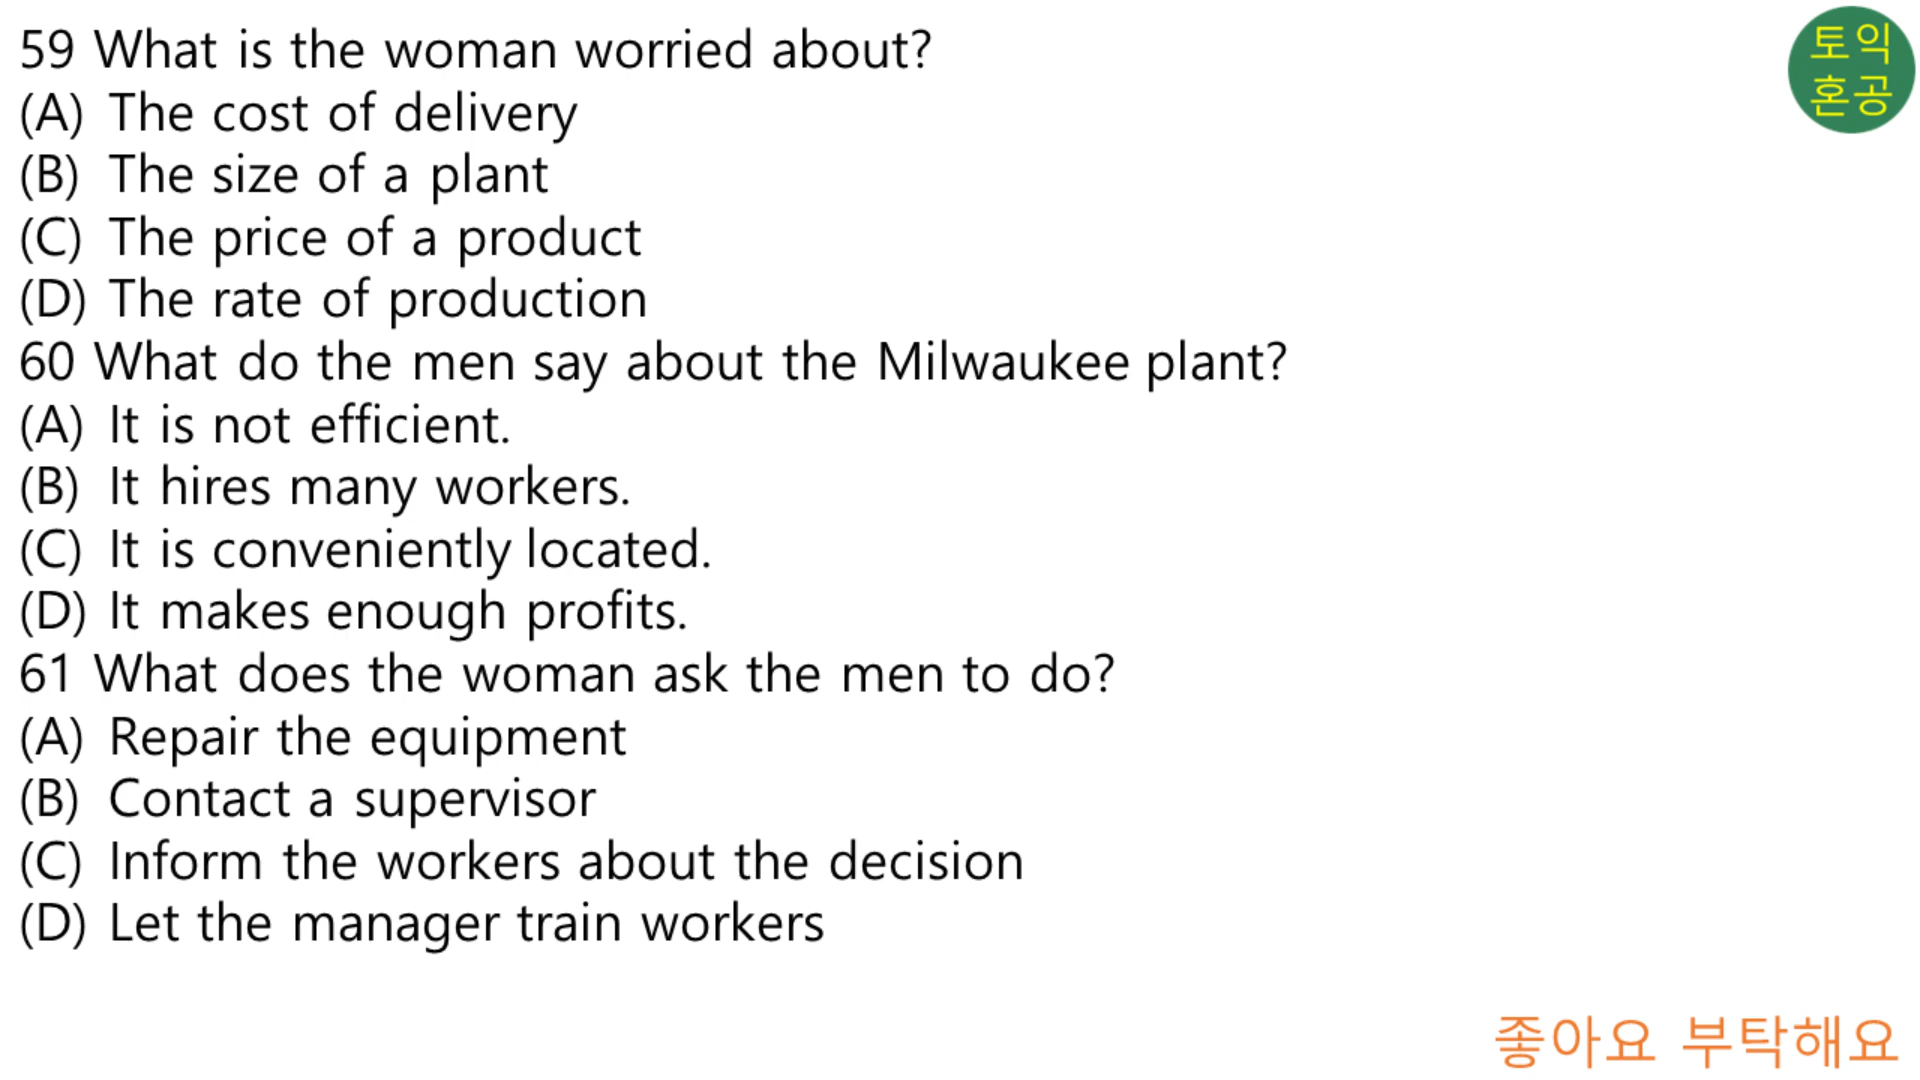 59 What is the woman worried about?
(A) The cost of delivery
(B) The size of a plant
(C) The price of a product
(D) The rate of production
60 What do the men say about the Milwaukee plant?
(A) It is not efficient.
(B) It hires many workers.
(C) It is conveniently located.
(D) It makes enough profits.
61 What does the woman ask the men to do?
(A) Repair the equipment
(B) Contact a supervisor
(C) Inform the workers about the decision
(D) Let the manager train workers
토익
혼공
좋아요 부탁해요